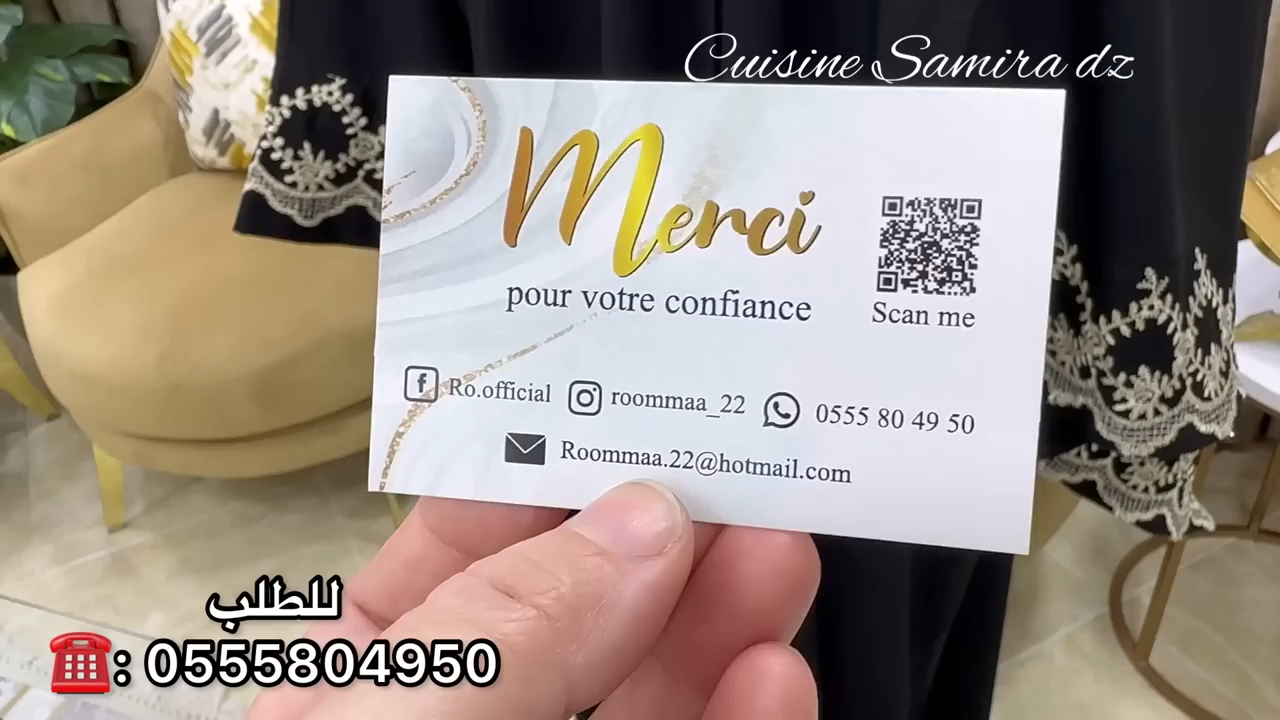 Cuisine Samira dz
Merci
pour votre confiance
Scan me
Ro.official roommaa_22 0555 80 49 50
Roommaa.22@hotmail.com
للطلب
☎️: 0555804950